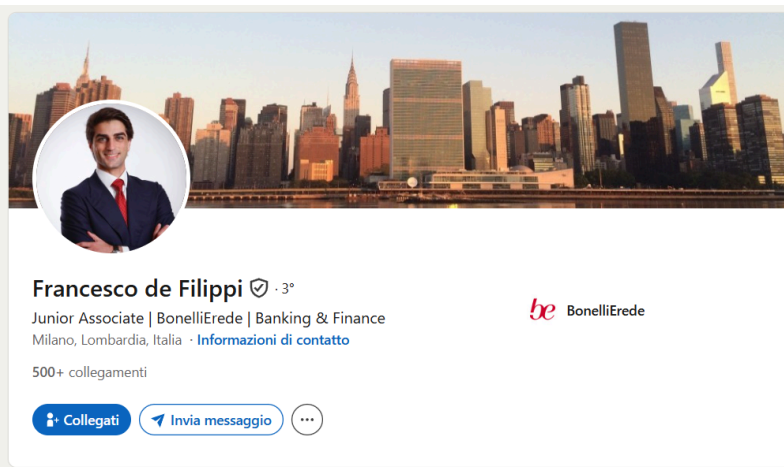 Francesco de Filippi · 3°
Junior Associate | BonelliErede | Banking & Finance
Milano, Lombardia, Italia · Informazioni di contatto
500+ collegamenti
be BonelliErede
Collegati
Invia messaggio